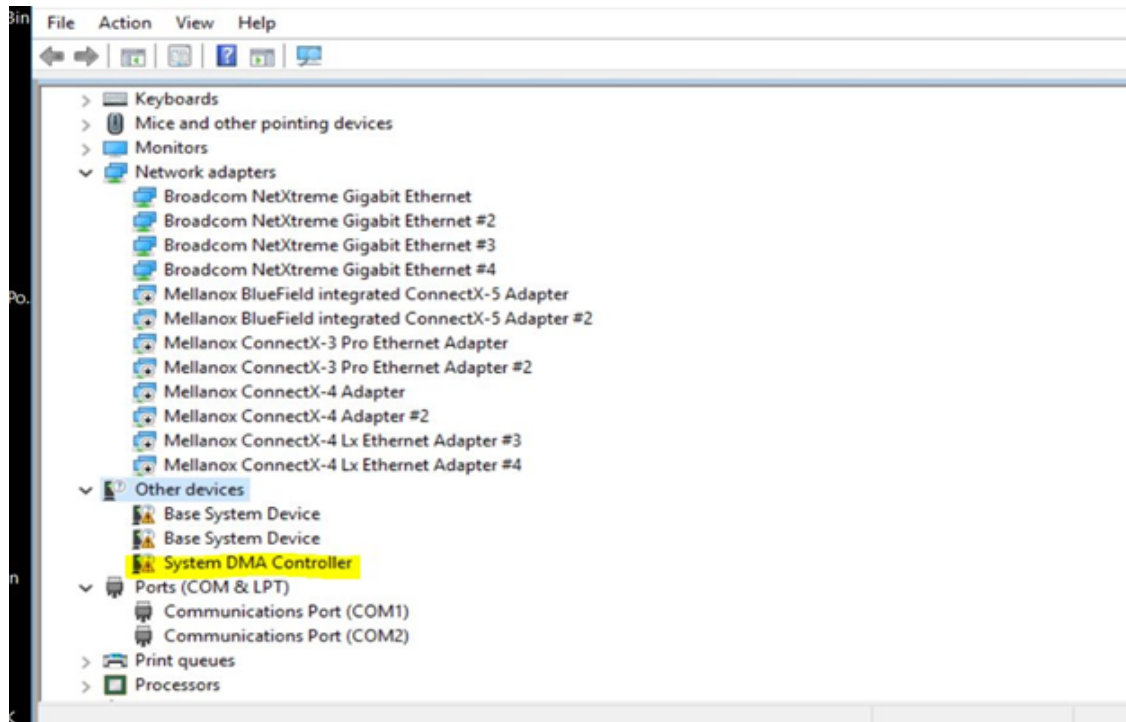 File Action View Help
Keyboards
Mice and other pointing devices
Monitors
Network adapters
Broadcom NetXtreme Gigabit Ethernet
Broadcom NetXtreme Gigabit Ethernet #2
Broadcom NetXtreme Gigabit Ethernet #3
Broadcom NetXtreme Gigabit Ethernet #4
Mellanox BlueField integrated ConnectX-5 Adapter
Mellanox BlueField integrated ConnectX-5 Adapter #2
Mellanox ConnectX-3 Pro Ethernet Adapter
Mellanox ConnectX-3 Pro Ethernet Adapter #2
Mellanox ConnectX-4 Adapter
Mellanox ConnectX-4 Adapter #2
Mellanox ConnectX-4 Lx Ethernet Adapter #3
Mellanox ConnectX-4 Lx Ethernet Adapter #4
Other devices
Base System Device
Base System Device
System DMA Controller
Ports (COM & LPT)
Communications Port (COM1)
Communications Port (COM2)
Print queues
Processors